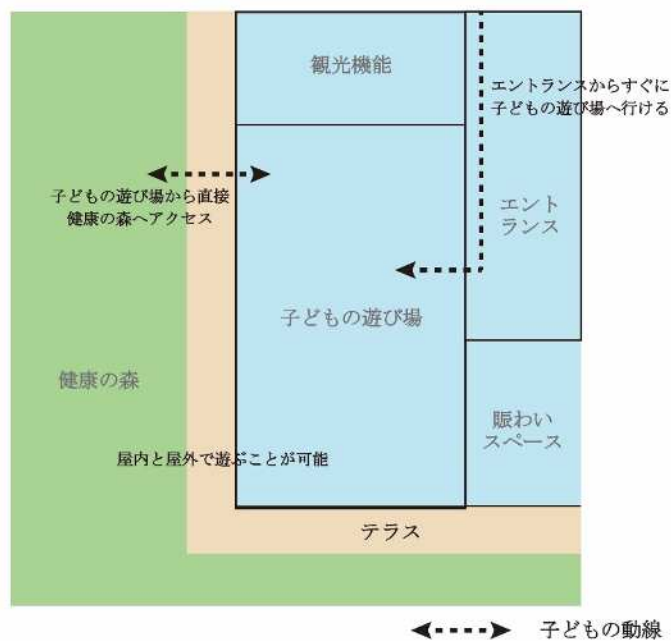 観光機能
エントランスからすぐに
子どもの遊び場へ行ける
子どもの遊び場から直接
健康の森へアクセス
エント
ランス
子どもの遊び場
健康の森
賑わい
スペース
屋内と屋外で遊ぶことが可能
テラス
子どもの動線